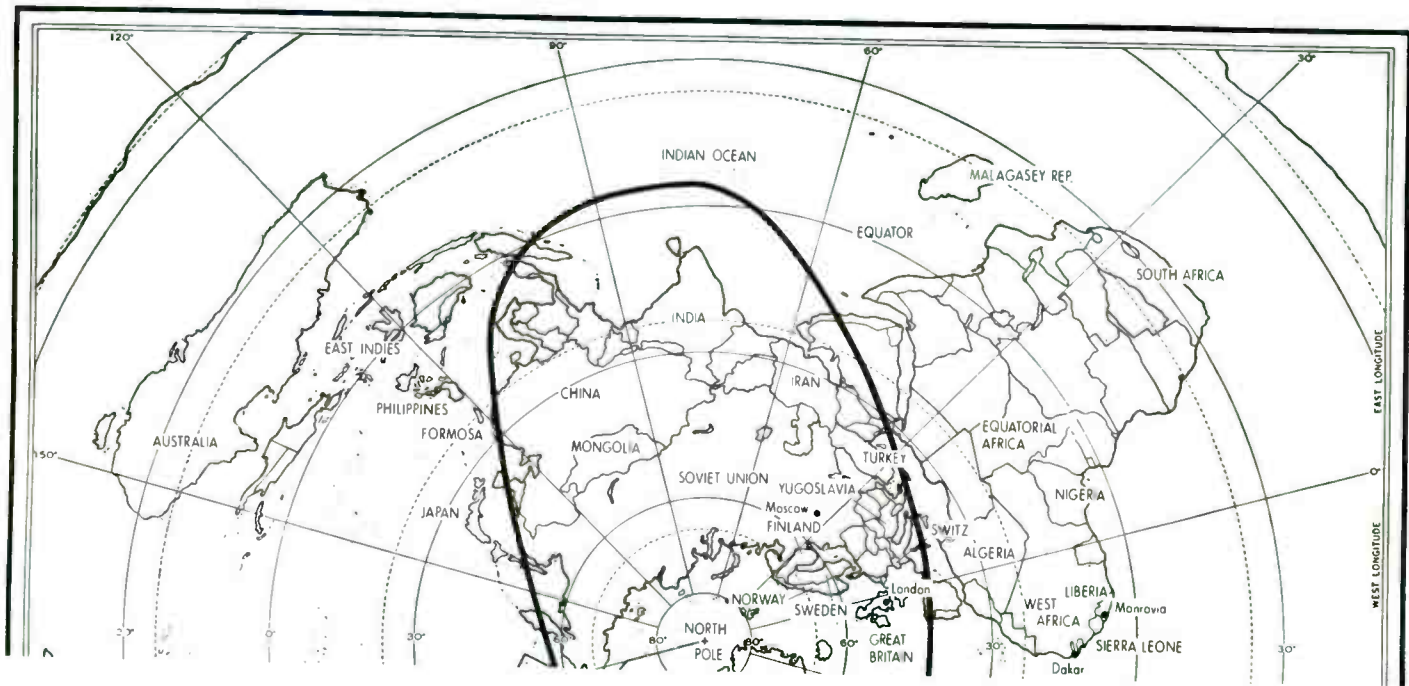 120°
90°
60°
30°
INDIAN OCEAN
MALAGASEY REP.
EQUATOR
SOUTH AFRICA
INDIA
EAST INDIES
IRAN
CHINA
PHILIPPINES
FORMOSA
EQUATORIAL
AFRICA
EAST LONGITUDE
AUSTRALIA
MONGOLIA
TURKEY
150°
SOVIET UNION
YUGOSLAVIA
NIGERIA
JAPAN
Moscow
FINLAND
SWITZ
ALGERIA
WEST LONGITUDE
London
LIBERIA
NORWAY
SWEDEN
WEST
AFRICA
Monrovia
NORTH
POLE
GREAT
BRITAIN
SIERRA LEONE
Dakar
30°
80°
80°
60°
30°
30°